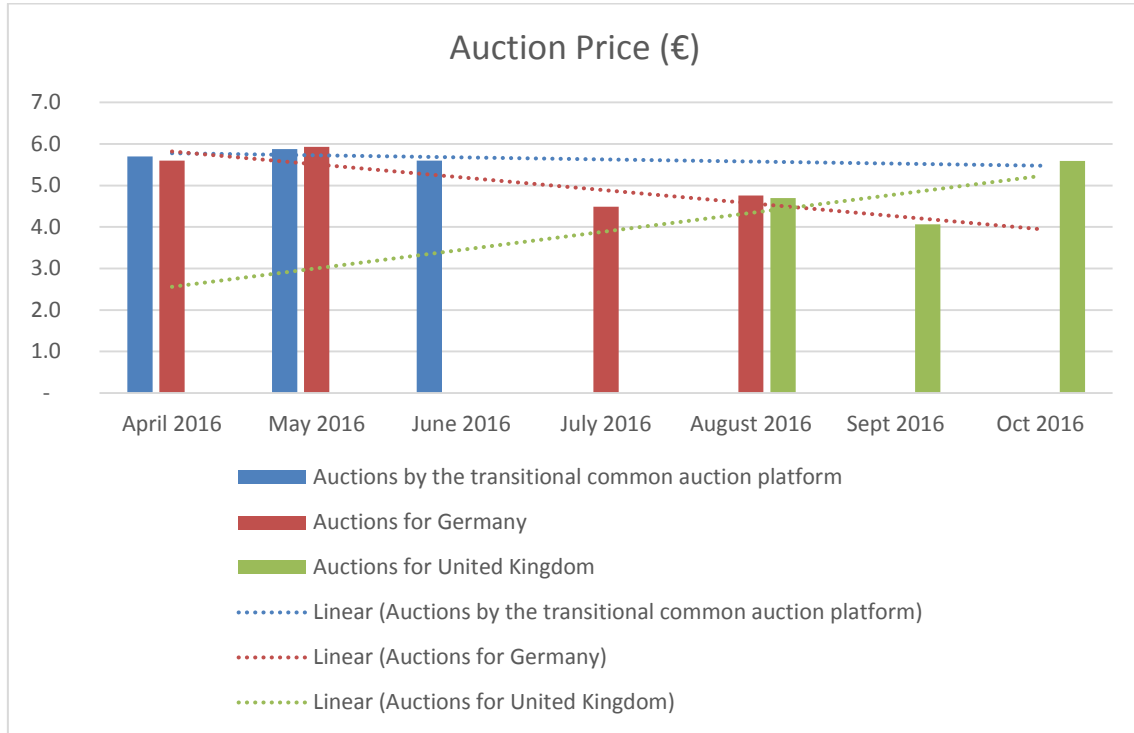 Auction Price (€)
7.0
6.0
5.0
4.0
3.0
2.0
1.0
-
April 2016 May 2016 June 2016 July 2016 August 2016 Sept 2016 Oct 2016
Auctions by the transitional common auction platform
Auctions for Germany
Auctions for United Kingdom
Linear (Auctions by the transitional common auction platform)
Linear (Auctions for Germany)
Linear (Auctions for United Kingdom)